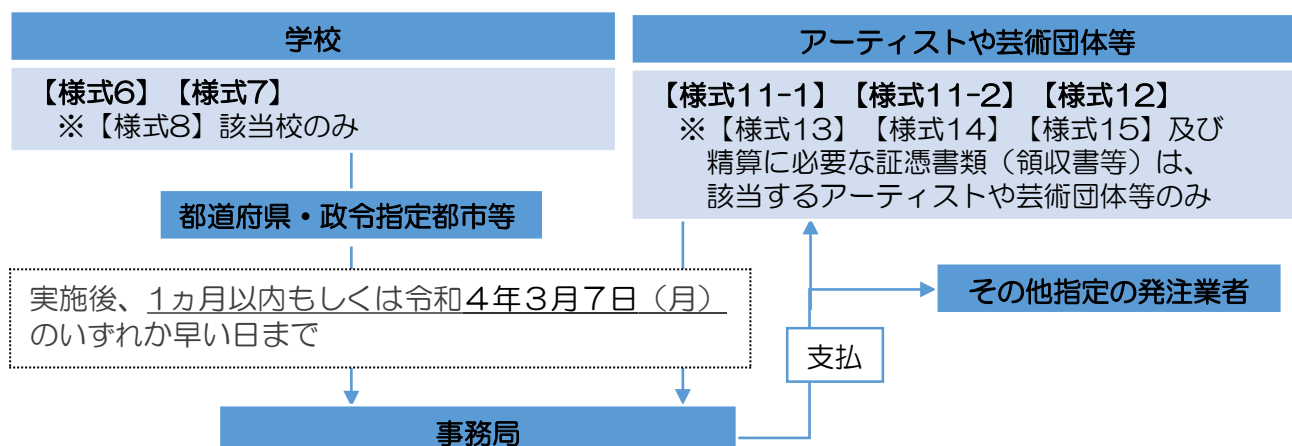 学校
【様式6】【様式7】
※【様式8】該当校のみ
都道府県・政令指定都市等
アーティストや芸術団体等
【様式11-1】【様式11-2】【様式12】
※【様式13】【様式14】【様式15】及び
精算に必要な証憑書類（領収書等）は、
該当するアーティストや芸術団体等のみ
実施後、1ヵ月以内もしくは令和４年３月７日（月）
のいずれか早い日まで
その他指定の発注業者
支払
事務局